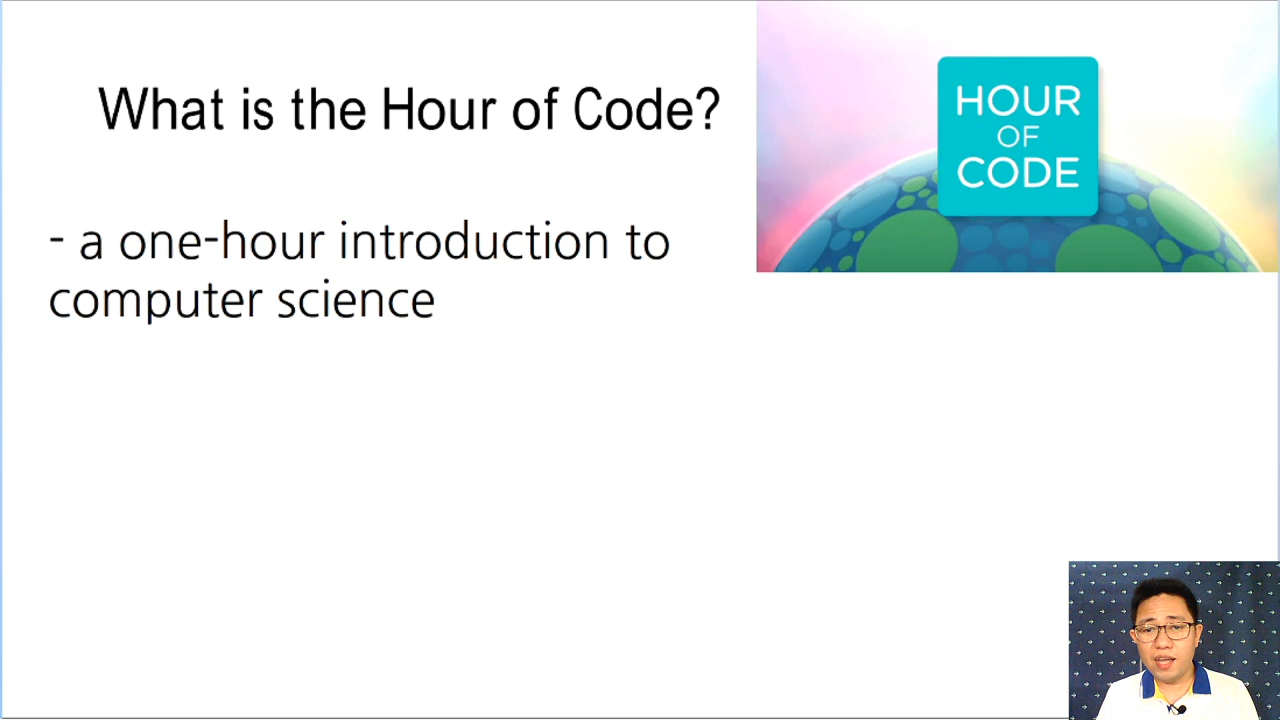 What is the Hour of Code?
HOUR
OF
CODE
- a one-hour introduction to
computer science